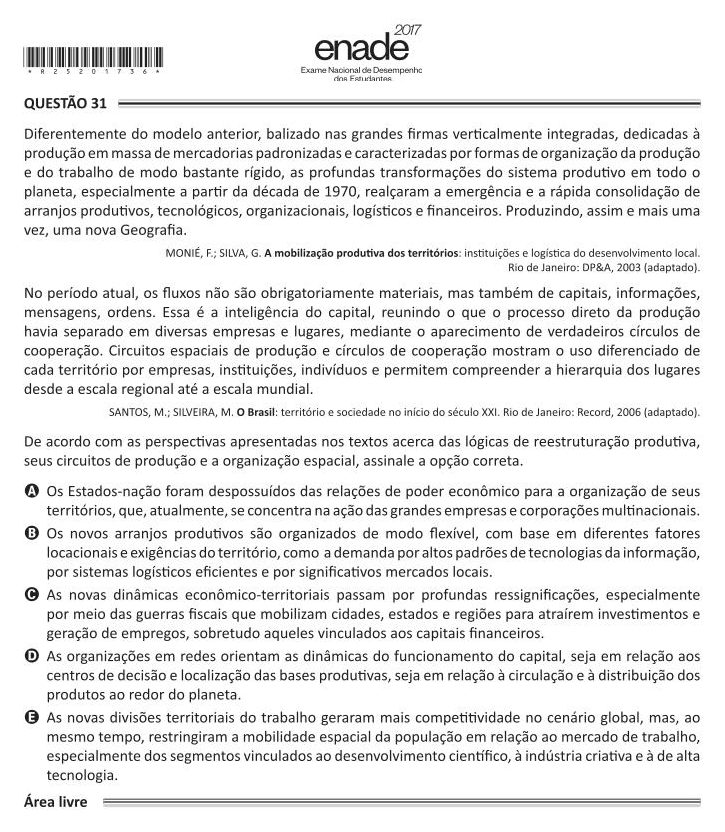 2017
enade
Exame Nacional de Desempenho
dos Estudantes
* R 2 5 2 0 1 7 3 6 *
QUESTÃO 31
Diferentemente do modelo anterior, balizado nas grandes firmas verticalmente integradas, dedicadas à
produção em massa de mercadorias padronizadas e caracterizadas por formas de organização da produção
e do trabalho de modo bastante rígido, as profundas transformações do sistema produtivo em todo o
planeta, especialmente a partir da década de 1970, realçaram a emergência e a rápida consolidação de
arranjos produtivos, tecnológicos, organizacionais, logísticos e financeiros. Produzindo, assim e mais uma
vez, uma nova Geografia.
MONIÉ, F.; SILVA, G. A mobilização produtiva dos territórios: instituições e logística do desenvolvimento local.
Rio de Janeiro: DP&A, 2003 (adaptado).
No período atual, os fluxos não são obrigatoriamente materiais, mas também de capitais, informações,
mensagens, ordens. Essa é a inteligência do capital, reunindo o que o processo direto da produção
havia separado em diversas empresas e lugares, mediante o aparecimento de verdadeiros círculos de
cooperação. Circuitos espaciais de produção e círculos de cooperação mostram o uso diferenciado de
cada território por empresas, instituições, indivíduos e permitem compreender a hierarquia dos lugares
desde a escala regional até a escala mundial.
SANTOS, M.; SILVEIRA, M. O Brasil: território e sociedade no início do século XXI. Rio de Janeiro: Record, 2006 (adaptado).
De acordo com as perspectivas apresentadas nos textos acerca das lógicas de reestruturação produtiva,
seus circuitos de produção e a organização espacial, assinale a opção correta.
A Os Estados-nação foram despossuídos das relações de poder econômico para a organização de seus
territórios, que, atualmente, se concentra na ação das grandes empresas e corporações multinacionais.
B Os novos arranjos produtivos são organizados de modo flexível, com base em diferentes fatores
locacionais e exigências do território, como a demanda por altos padrões de tecnologias da informação,
por sistemas logísticos eficientes e por significativos mercados locais.
C As novas dinâmicas econômico-territoriais passam por profundas ressignificações, especialmente
por meio das guerras fiscais que mobilizam cidades, estados e regiões para atraírem investimentos e
geração de empregos, sobretudo aqueles vinculados aos capitais financeiros.
D As organizações em redes orientam as dinâmicas do funcionamento do capital, seja em relação aos
centros de decisão e localização das bases produtivas, seja em relação à circulação e à distribuição dos
produtos ao redor do planeta.
E As novas divisões territoriais do trabalho geraram mais competitividade no cenário global, mas, ao
mesmo tempo, restringiram a mobilidade espacial da população em relação ao mercado de trabalho,
especialmente dos segmentos vinculados ao desenvolvimento científico, à indústria criativa e à de alta
tecnologia.
Área livre